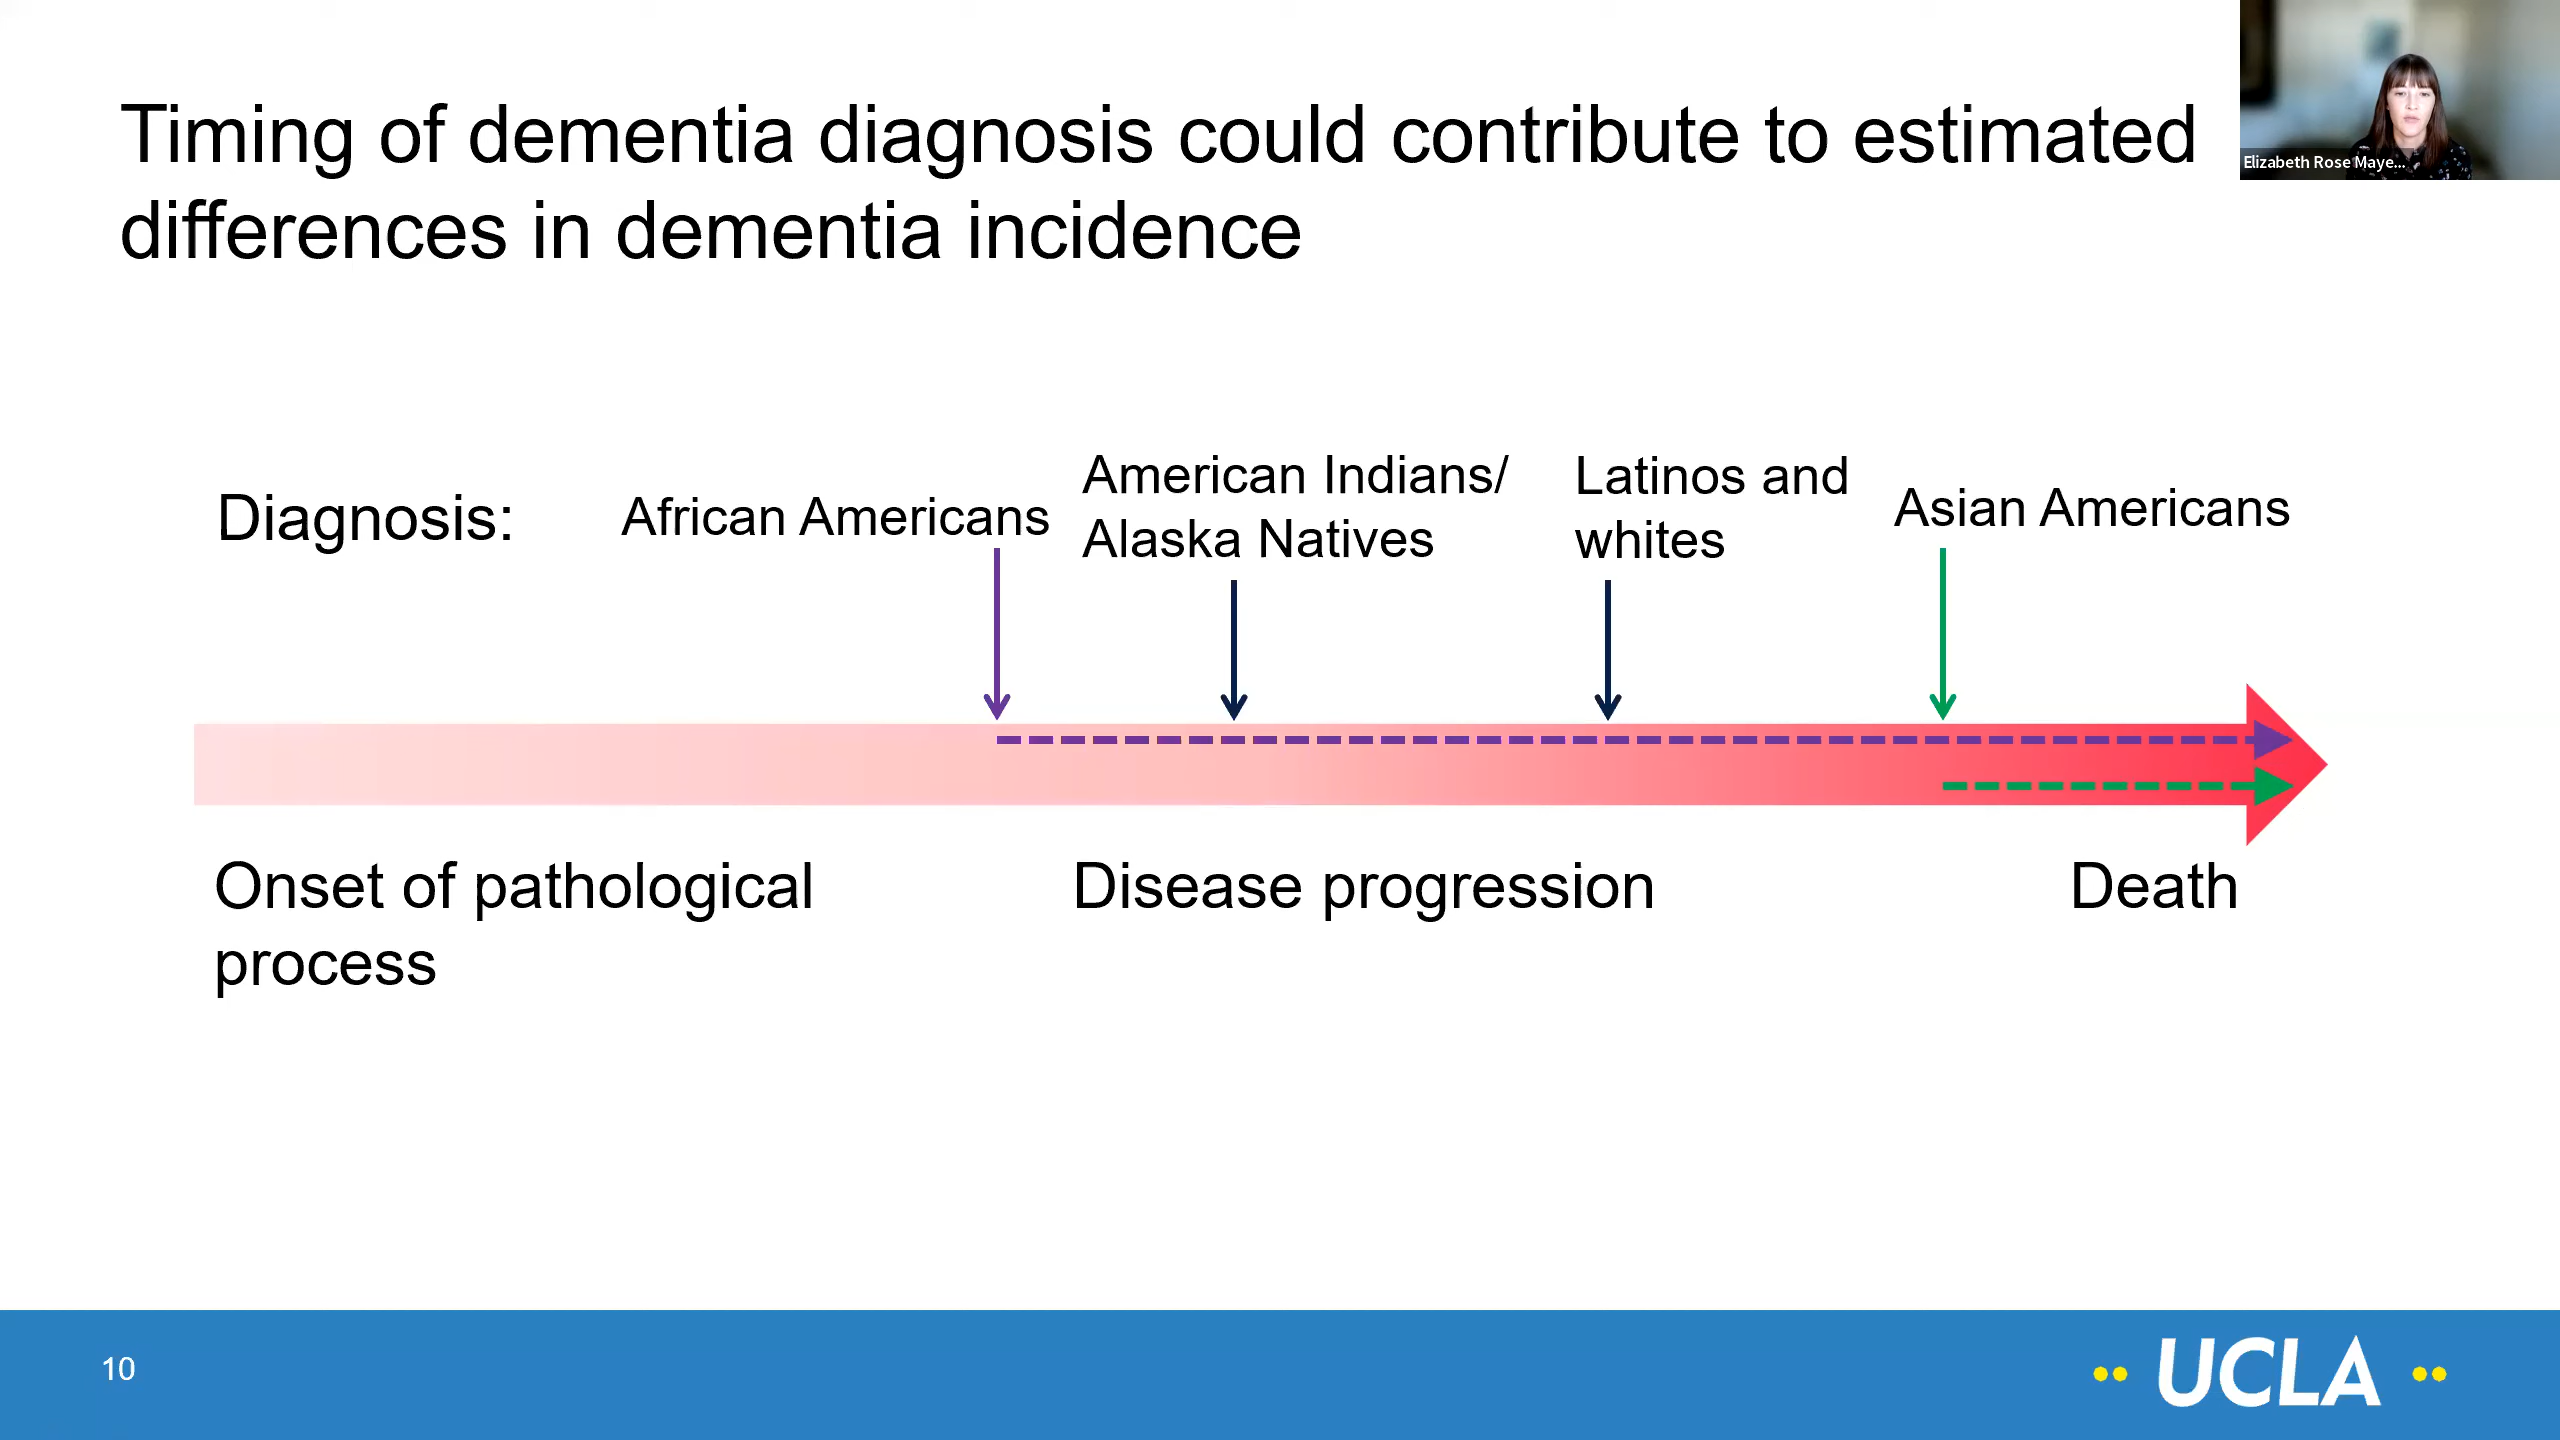 Timing of dementia diagnosis could contribute to estimated
differences in dementia incidence
Elizabeth Rose Maye...
Diagnosis:
African Americans
American Indians/
Alaska Natives
Latinos and
whites
Asian Americans
Onset of pathological
process
Disease progression
Death
10
UCLA